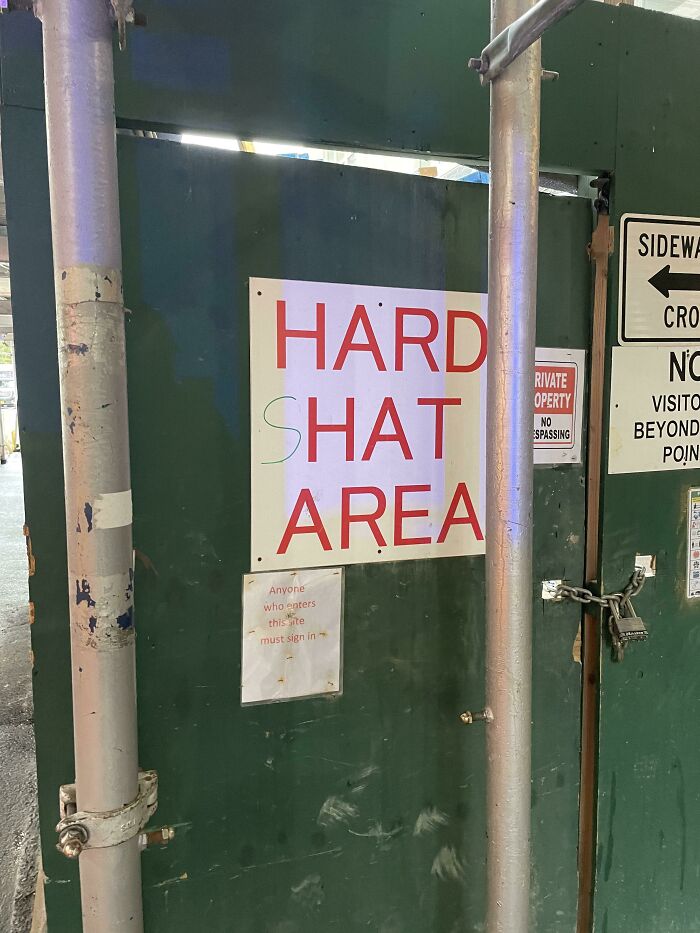 HARD
SHAT
AREA
Anyone
who enters
this site
must sign in
RIVATE
OPERTY
NO
ESPASSING
SIDEWA
CRO
NO
VISITO
BEYOND
POIN